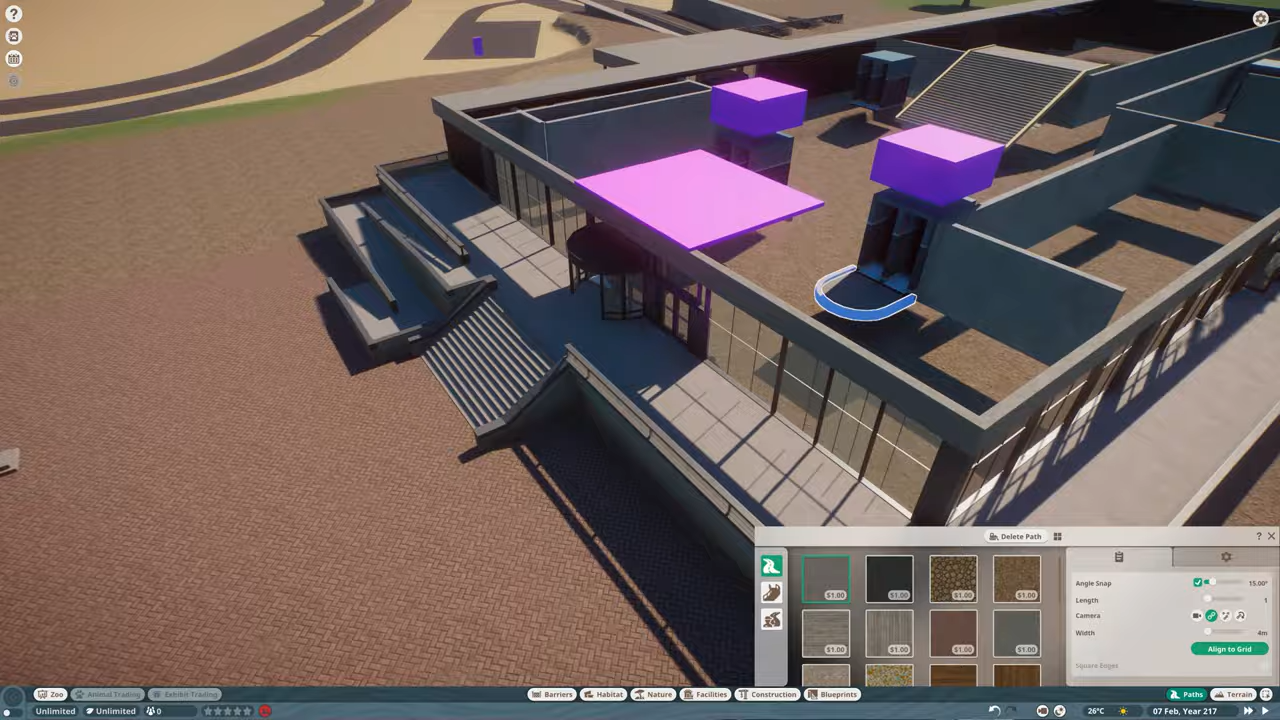 ?
Delete Path
? ×
$1.00 $1.00 $1.00 $1.00
$1.00 $1.00 $1.00 $1.00
Angle Snap 15.00°
Length 1
Camera
Width 4m
Align to Grid
Square Edges
Zoo Animal Trading Exhibit Trading Barriers Habitat Nature Facilities Construction Blueprints Paths Terrain
Unlimited Unlimited 0 26°C 07 Feb, Year 217